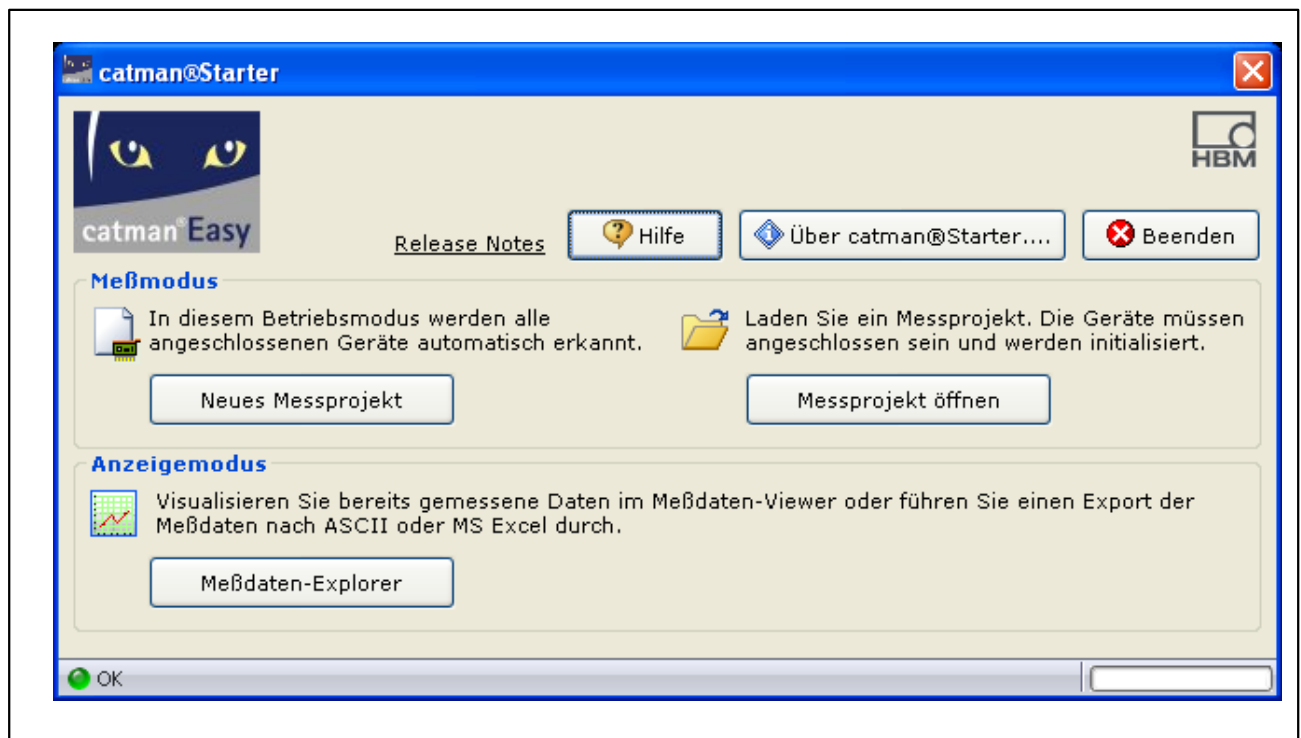 catman®Starter
HBM
catman®Easy
Release Notes
Hilfe
Über catman®Starter....
Beenden
Meßmodus
In diesem Betriebsmodus werden alle
angeschlossenen Geräte automatisch erkannt.
Neues Messprojekt
Laden Sie ein Messprojekt. Die Geräte müssen
angeschlossen sein und werden initialisiert.
Messprojekt öffnen
Anzeigemodus
Visualisieren Sie bereits gemessene Daten im Meßdaten-Viewer oder führen Sie einen Export der
Meßdaten nach ASCII oder MS Excel durch.
Meßdaten-Explorer
OK